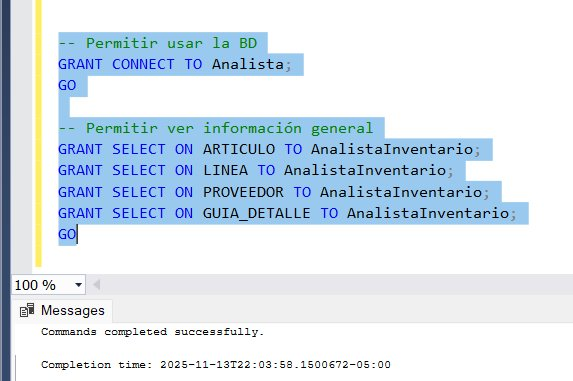 -- Permitir usar la BD
GRANT CONNECT TO Analista;
GO
-- Permitir ver información general
GRANT SELECT ON ARTICULO TO AnalistaInventario;
GRANT SELECT ON LINEA TO AnalistaInventario;
GRANT SELECT ON PROVEEDOR TO AnalistaInventario;
GRANT SELECT ON GUIA_DETALLE TO AnalistaInventario;
GO
100 %
Messages
Commands completed successfully.
Completion time: 2025-11-13T22:03:58.1500672-05:00